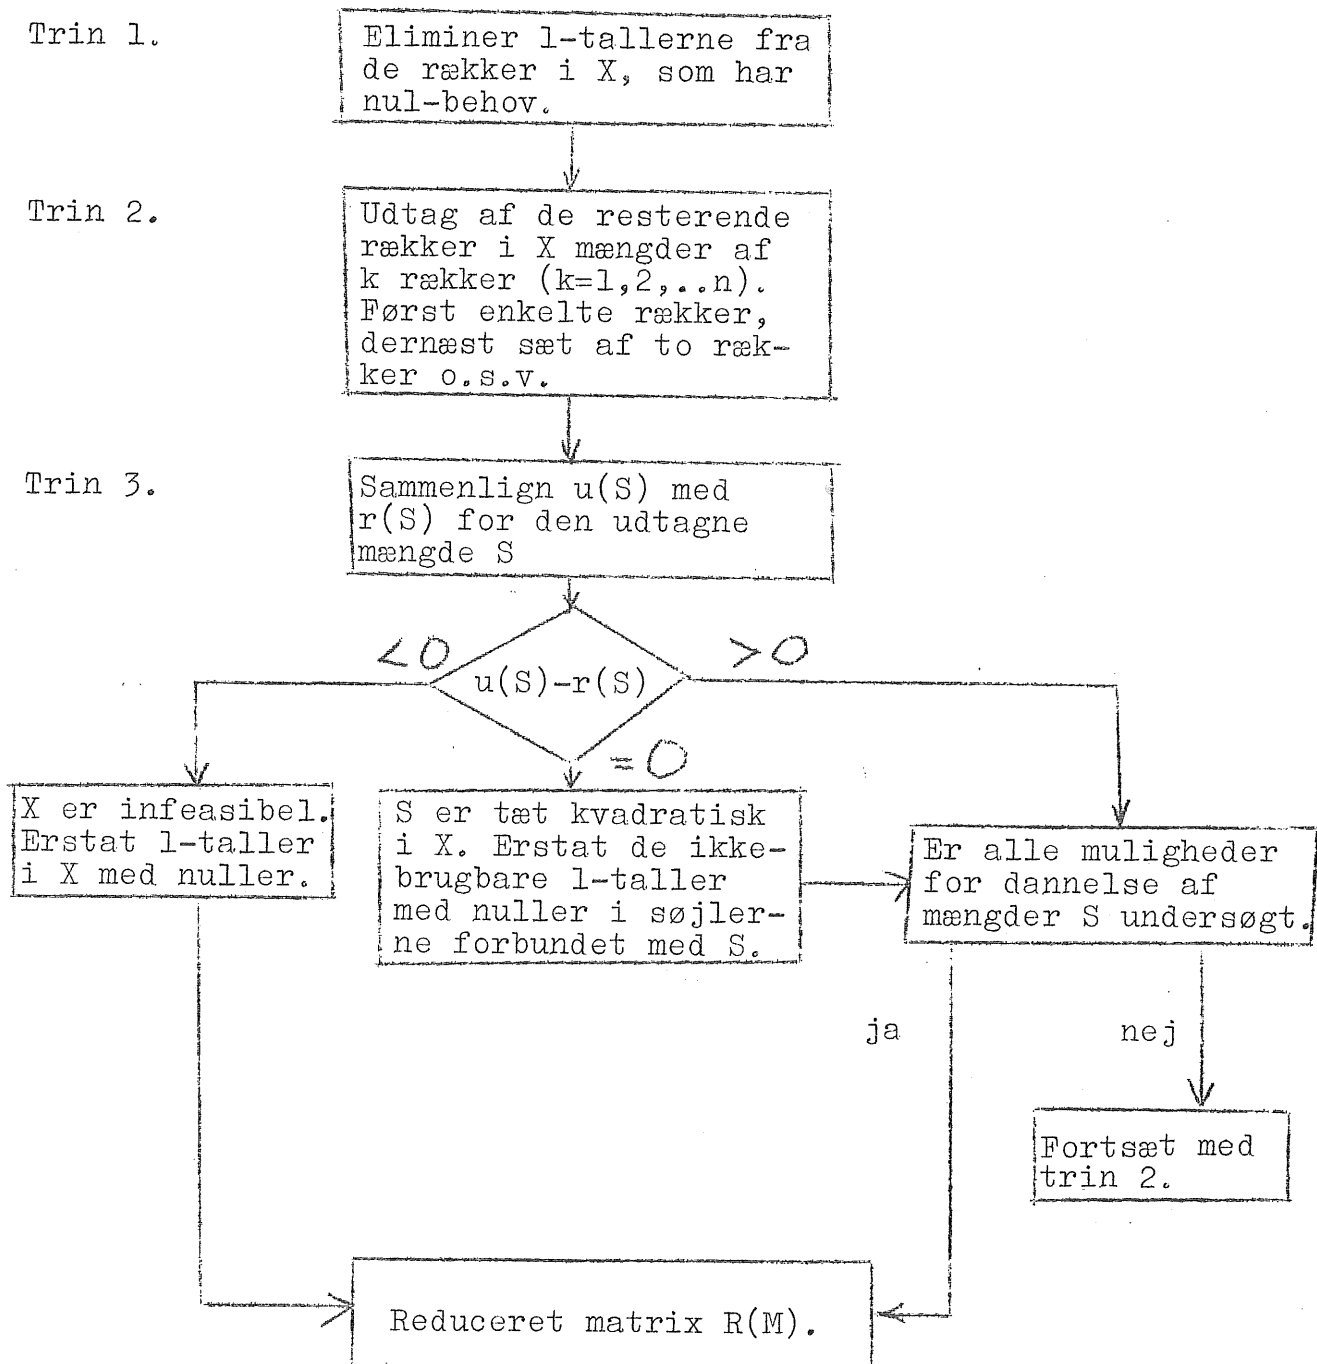 Trin 1.
Eliminer 1-tallerne fra
de rækker i X, som har
nul-behov.
Trin 2.
Udtag af de resterende
rækker i X mængder af
k rækker (k=1,2,..n).
Først enkelte rækker,
dernæst sæt af to ræk-
ker o.s.v.
Trin 3.
Sammenlign u(S) med
r(S) for den udtagne
mængde S
<0
>0
u(S)-r(S)
=0
X er infeasibel.
Erstat 1-taller
i X med nuller.
S er tæt kvadratisk
i X. Erstat de ikke-
brugbare 1-taller
med nuller i søjler-
ne forbundet med S.
Er alle muligheder
for dannelse af
mængder S undersøgt.
ja
nej
Fortsæt med
trin 2.
Reduceret matrix R(M).